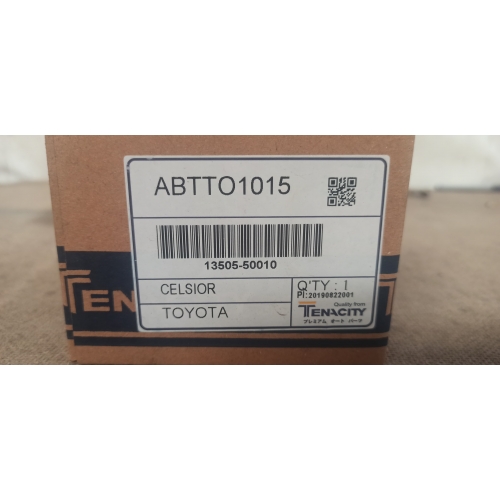 ABTTO1015
13505-50010
CELSIOR
TOYOTA
Q'TY : 1
PI:20190822001
Quality from
TENACITY
プレミアム オート パーツ
TENACITY